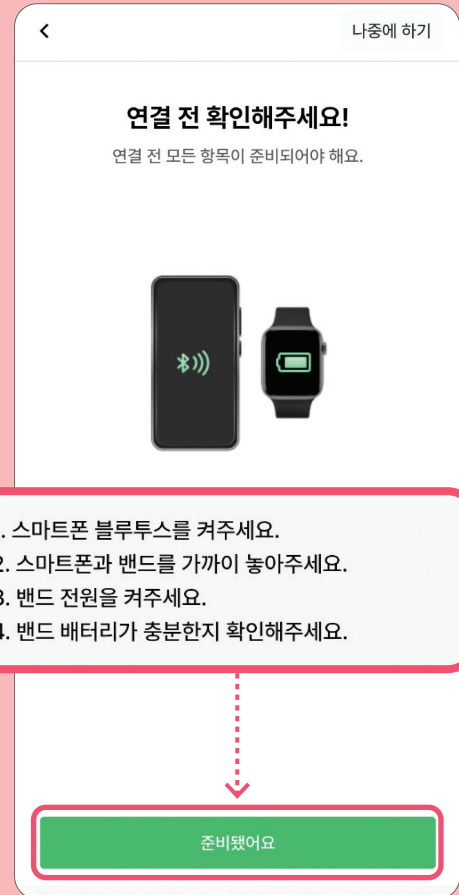 나중에 하기
연결 전 확인해주세요!
연결 전 모든 항목이 준비되어야 해요.
. 스마트폰 블루투스를 켜주세요.
2. 스마트폰과 밴드를 가까이 놓아주세요.
3. 밴드 전원을 켜주세요.
4. 밴드 배터리가 충분한지 확인해주세요.
준비됐어요